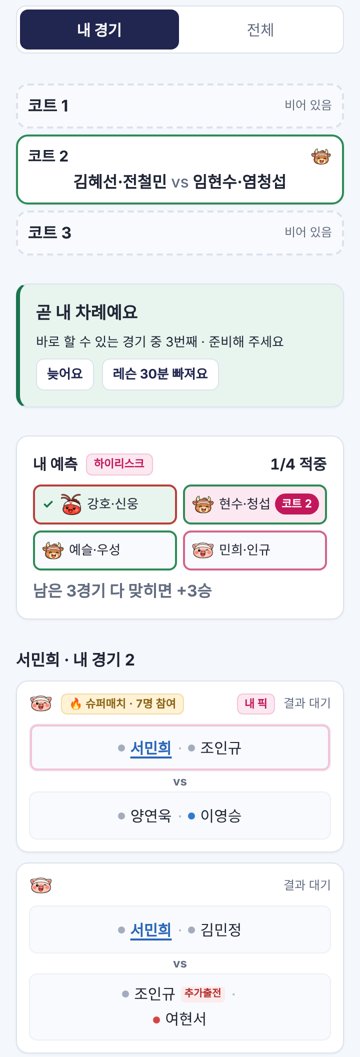 내 경기 전체
코트 1 비어 있음
코트 2
김혜선·전철민 vs 임현수·염청섭
코트 3 비어 있음
곧 내 차례예요
바로 할 수 있는 경기 중 3번째 · 준비해 주세요
늦어요 레슨 30분 빠져요
내 예측 하이리스크 1/4 적중
✓ 강호·신웅 현수·청섭 코트 2
예슬·우성 민희·인규
남은 3경기 다 맞히면 +3승
서민희 · 내 경기 2
🔥 슈퍼매치 · 7명 참여 내 픽 결과 대기
서민희 · 조인규
vs
양연욱 · 이영승
결과 대기
서민희 · 김민정
vs
조인규 추가출전 ·
여현서